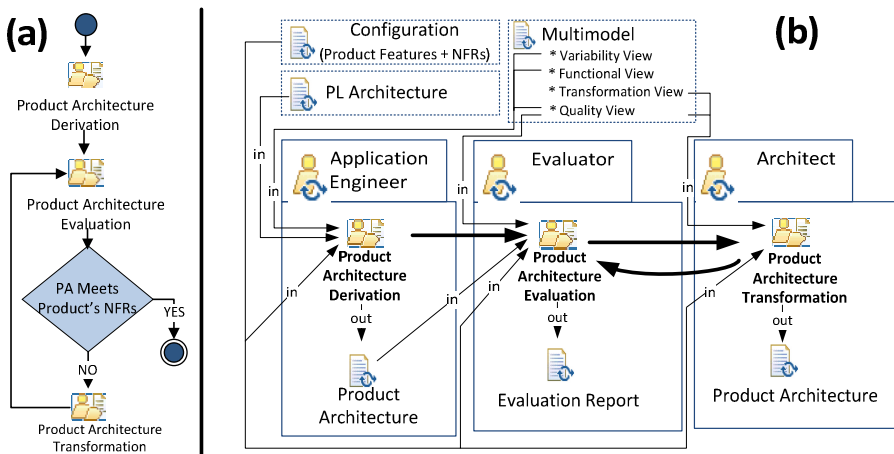 (a)
Product Architecture
Derivation
Product Architecture
Evaluation
PA Meets
Product's NFRs
YES
NO
Product Architecture
Transformation
(b)
Configuration
(Product Features + NFRs)
PL Architecture
Multimodel
* Variability View
* Functional View
* Transformation View
* Quality View
in
in
in
in
Application
Engineer
Evaluator
Architect
Product
Architecture
Derivation
Product
Architecture
Evaluation
Product
Architecture
Transformation
in
in
in
in
out
out
out
Product
Architecture
Evaluation Report
Product Architecture